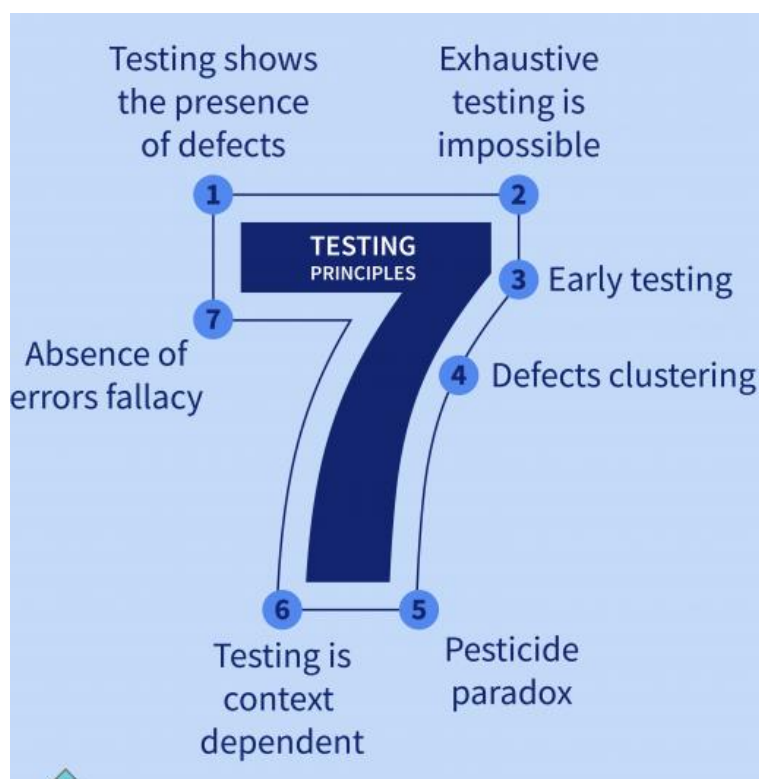 Testing shows
the presence
of defects
Exhaustive
testing is
impossible
1
2
TESTING
PRINCIPLES
3
Early testing
7
Absence of
errors fallacy
4
Defects clustering
6
5
Testing is
context
dependent
Pesticide
paradox